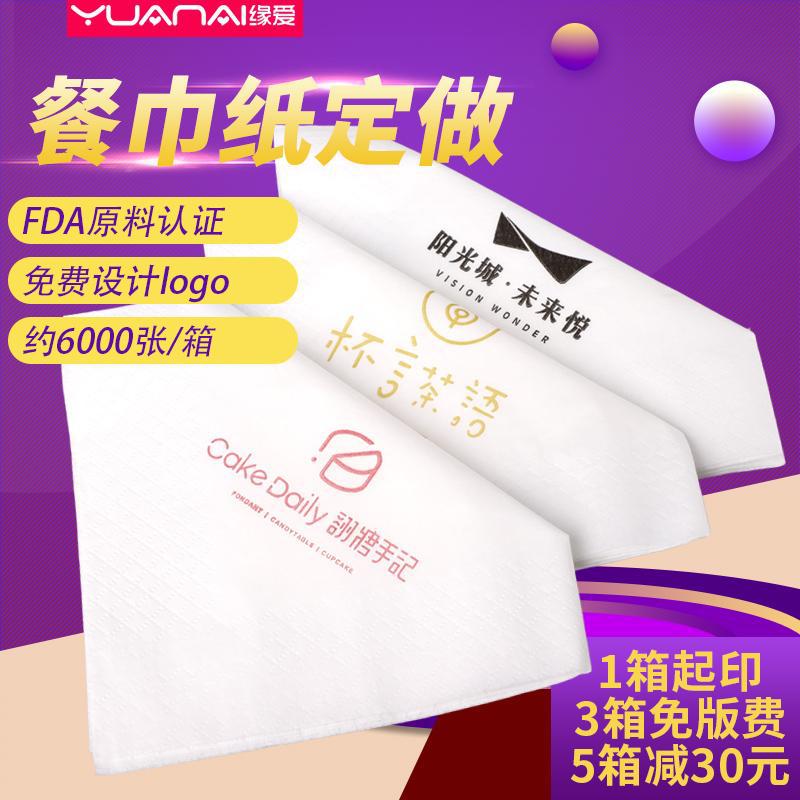 YUANAI缘爱
餐巾纸定做
FDA原料认证
免费设计logo
约6000张/箱
阳光城·未来悦
VISION WONDER
杯言茶語
Cake Daily 翻糖手記
FONDANT | CANDYTABLE | CUPCAKE
1箱起印
3箱免版费
5箱减30元